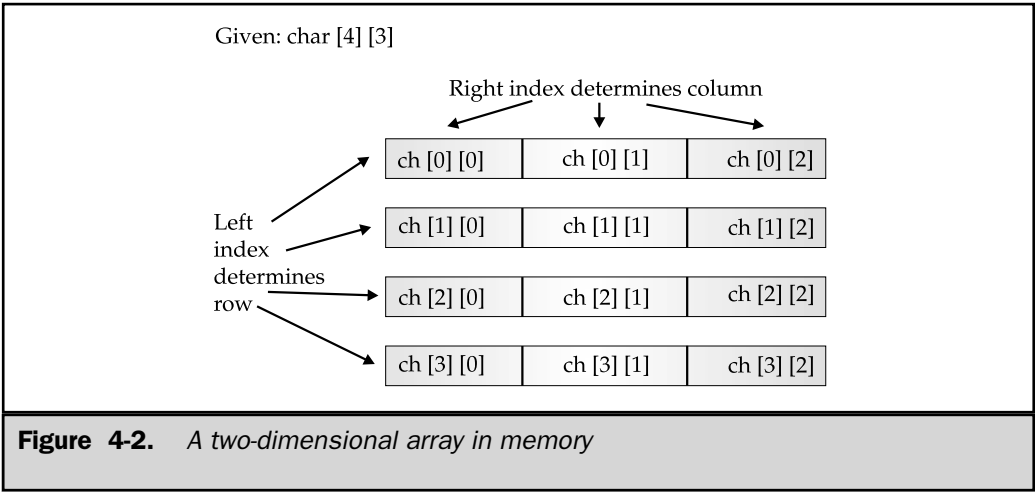 Given: char [4] [3]
Right index determines column
ch [0] [0] ch [0] [1] ch [0] [2]
Left
index
determines
row
ch [1] [0] ch [1] [1] ch [1] [2]
ch [2] [0] ch [2] [1] ch [2] [2]
ch [3] [0] ch [3] [1] ch [3] [2]
Figure 4-2. A two-dimensional array in memory